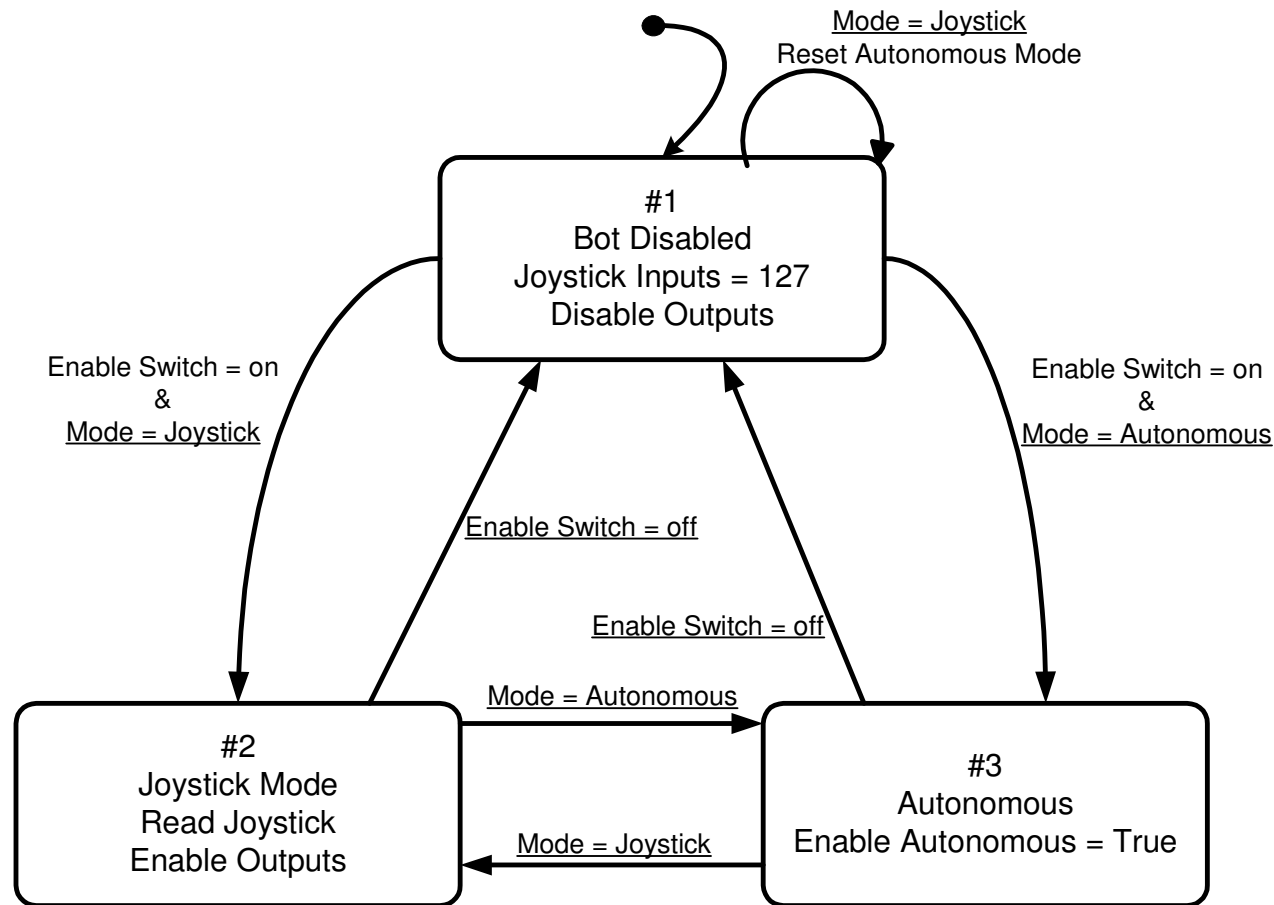 Mode = Joystick
Reset Autonomous Mode
#1
Bot Disabled
Joystick Inputs = 127
Disable Outputs
Enable Switch = on
&
Mode = Joystick
Enable Switch = on
&
Mode = Autonomous
Enable Switch = off
Enable Switch = off
Mode = Autonomous
#2
Joystick Mode
Read Joystick
Enable Outputs
Mode = Joystick
#3
Autonomous
Enable Autonomous = True